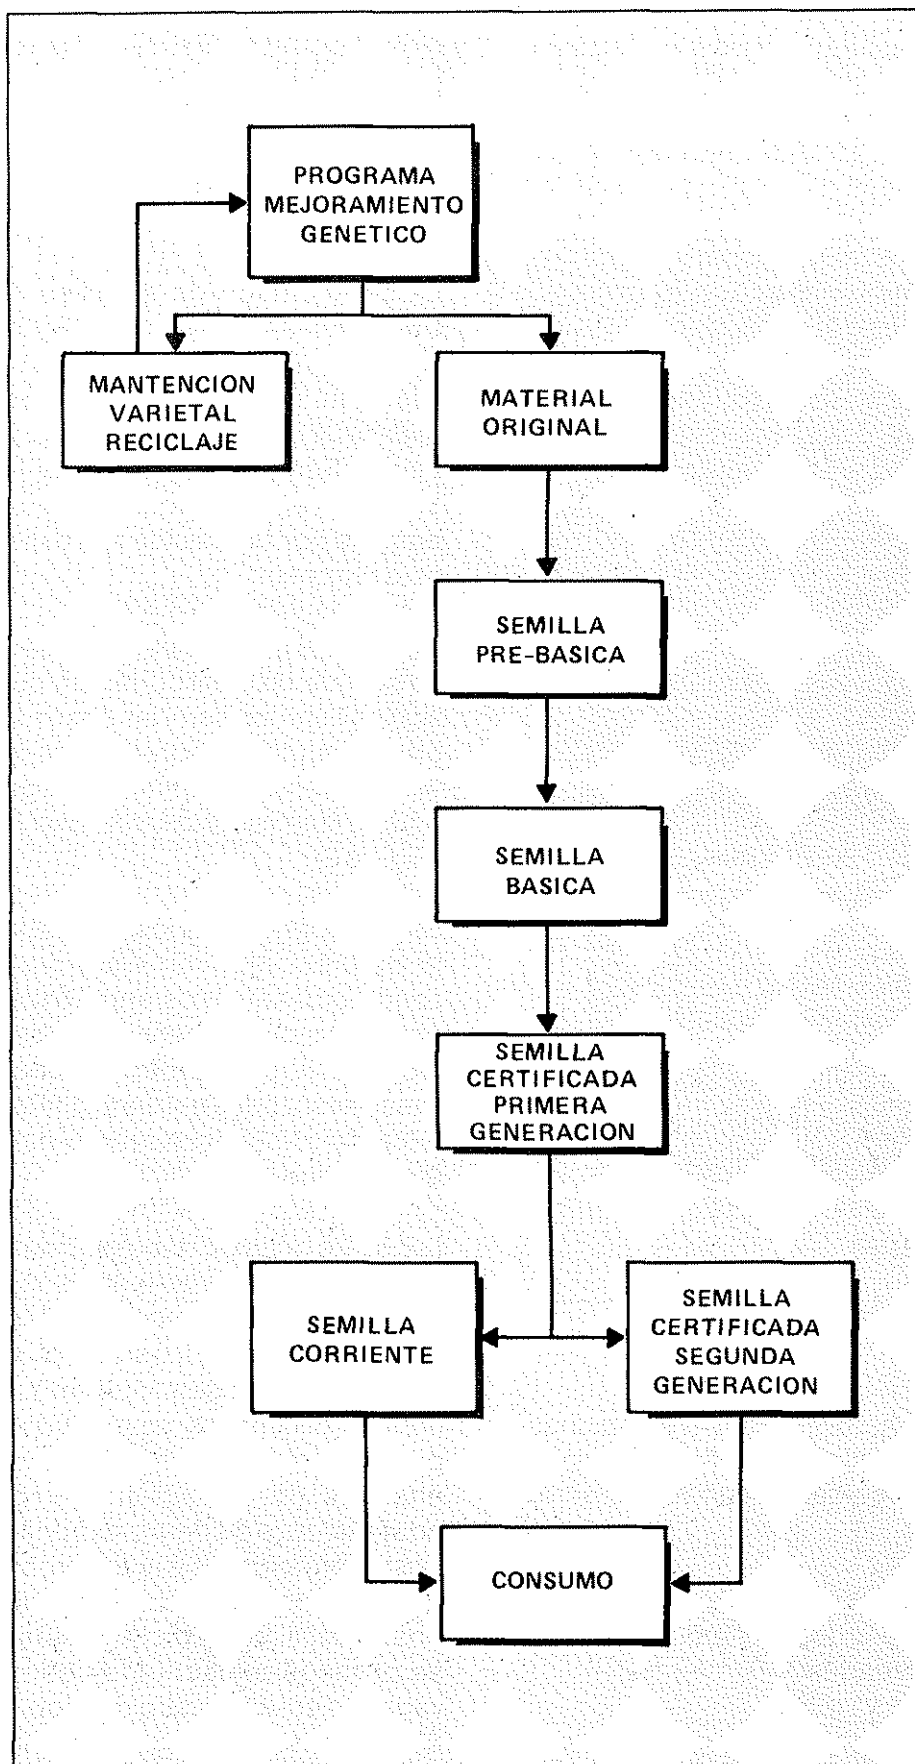 PROGRAMA
MEJORAMIENTO
GENETICO
MANTENCION
VARIETAL
RECICLAJE
MATERIAL
ORIGINAL
SEMILLA
PRE-BASICA
SEMILLA
BASICA
SEMILLA
CERTIFICADA
PRIMERA
GENERACION
SEMILLA
CORRIENTE
SEMILLA
CERTIFICADA
SEGUNDA
GENERACION
CONSUMO